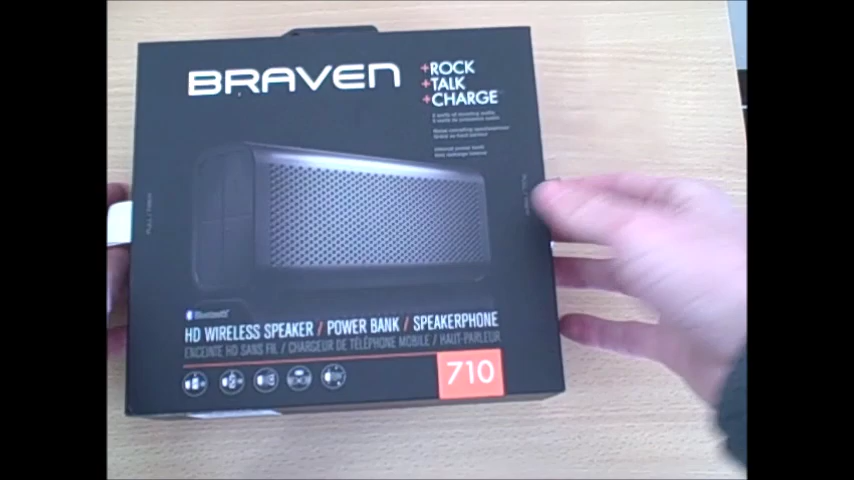 BRAVEN
+ROCK
+TALK
+CHARGE
Bluetooth
HD WIRELESS SPEAKER / POWER BANK / SPEAKERPHONE
ENCEINTE HD SANS FIL / CHARGEUR DE TÉLÉPHONE MOBILE / HAUT-PARLEUR
710